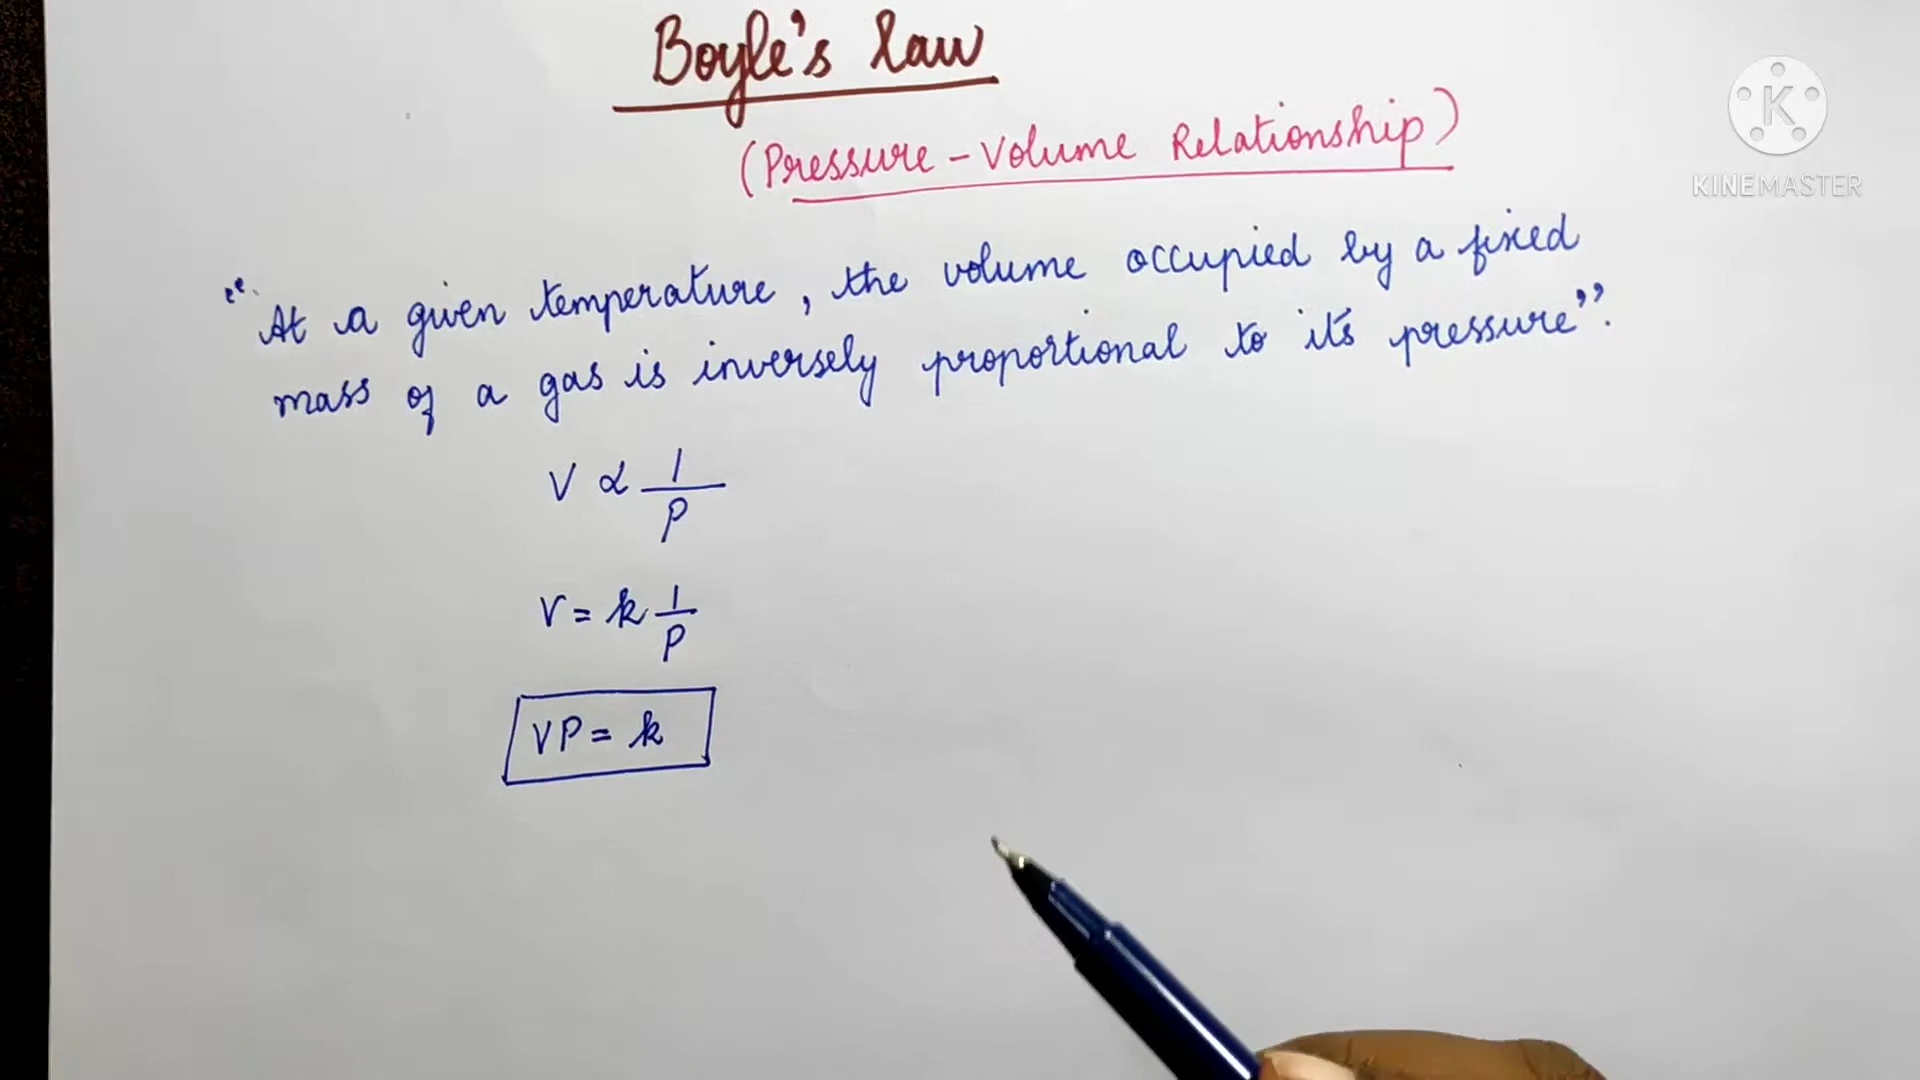 Boyle's law
(Pressure - Volume Relationship)
"At a given temperature, the volume occupied by a fixed
mass of a gas is inversely proportional to its pressure".
V ∝ 1/P
V = k 1/P
VP = k
K
KINEMASTER